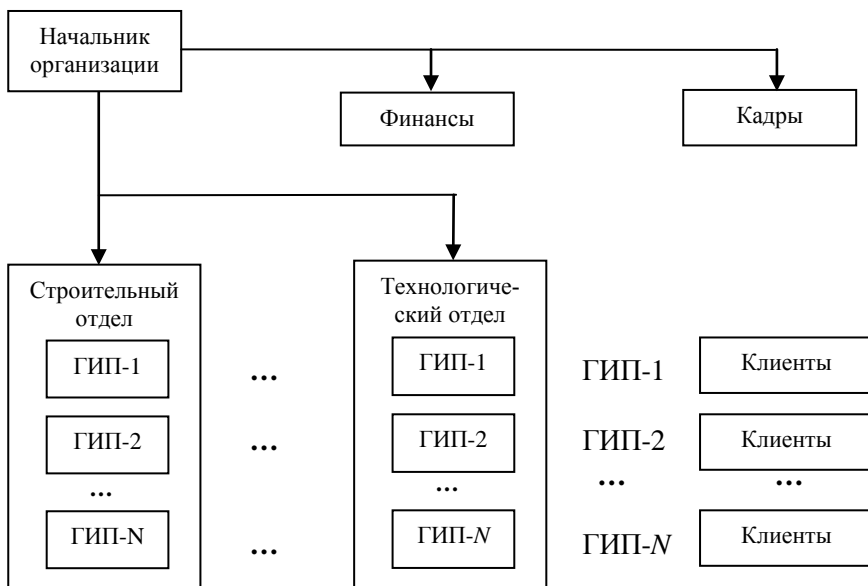 Начальник
организации
Финансы
Кадры
Строительный
отдел
Технологиче-
ский отдел
ГИП-1
...
ГИП-1
ГИП-1
Клиенты
ГИП-2
...
ГИП-2
ГИП-2
Клиенты
...
...
...
...
ГИП-N
...
ГИП-N
ГИП-N
Клиенты